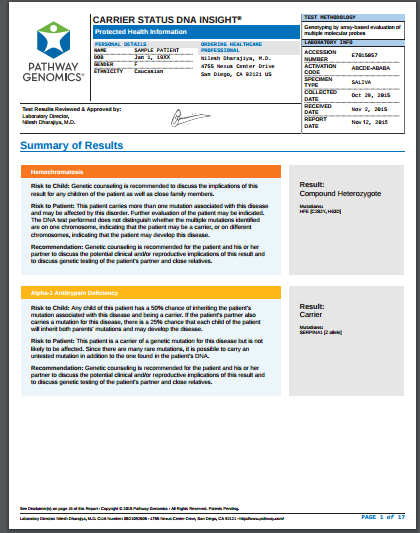 CARRIER STATUS DNA INSIGHT®
Protected Health Information
PATHWAY
GENOMICS®
PERSONAL DETAILS
NAME SAMPLE PATIENT
DOB Jan 1, 19XX
GENDER F
ETHNICITY Caucasian
ORDERING HEALTHCARE
PROFESSIONAL
Nilesh Dharajiya, M.D.
4755 Nexus Center Drive
San Diego, CA 92121 US
TEST METHODOLOGY
Genotyping by array-based evaluation of
multiple molecular probes
LABORATORY INFO
ACCESSION
NUMBER E7015057
ACTIVATION
CODE ABCDE-ABABA
SPECIMEN
TYPE SALIVA
COLLECTED
DATE Oct 29, 2015
RECEIVED
DATE Nov 2, 2015
REPORT
DATE Nov 12, 2015
Test Results Reviewed & Approved by:
Laboratory Director,
Nilesh Dharajiya, M.D.
Summary of Results
Hemochromatosis
Risk to Child: Genetic counseling is recommended to discuss the implications of this
result for any children of the patient as well as close family members.
Risk to Patient: This patient carries more than one mutation associated with this disease
and may be affected by this disorder. Further evaluation of the patient may be indicated.
The DNA test performed does not distinguish whether the multiple mutations identified
are on one chromosome, indicating that the patient may be a carrier, or on different
chromosomes, indicating that the patient may develop this disease.
Recommendation: Genetic counseling is recommended for the patient and his or her
partner to discuss the potential clinical and/or reproductive implications of this result and
to discuss genetic testing of the patient's partner and close relatives.
Result:
Compound Heterozygote
Mutations:
HFE [C282Y, H63D]
Alpha-1 Antitrypsin Deficiency
Risk to Child: Any child of this patient has a 50% chance of inheriting the patient's
mutation associated with this disease and being a carrier. If the patient's partner also
carries a mutation for this disease, there is a 25% chance that each child of the patient
will inherit both parents' mutations and may develop the disease.
Risk to Patient: This patient is a carrier of a genetic mutation for this disease but is not
likely to be affected. Since there are many rare mutations, it is possible to carry an
untested mutation in addition to the one found in the patient's DNA.
Recommendation: Genetic counseling is recommended for the patient and his or her
partner to discuss the potential clinical and/or reproductive implications of this result and
to discuss genetic testing of the patient's partner and close relatives.
Result:
Carrier
Mutations:
SERPINA1 [Z allele]
See Disclaimer(s) on page 16 of this Report - Copyright © 2015 Pathway Genomics - All Rights Reserved. Patents Pending.
Laboratory Director: Nilesh Dharajiya, M.D. CLIA Number: 05D1092505 - 4755 Nexus Center Drive, San Diego, CA 92121 - http://www.pathway.com/
PAGE 1 of 17